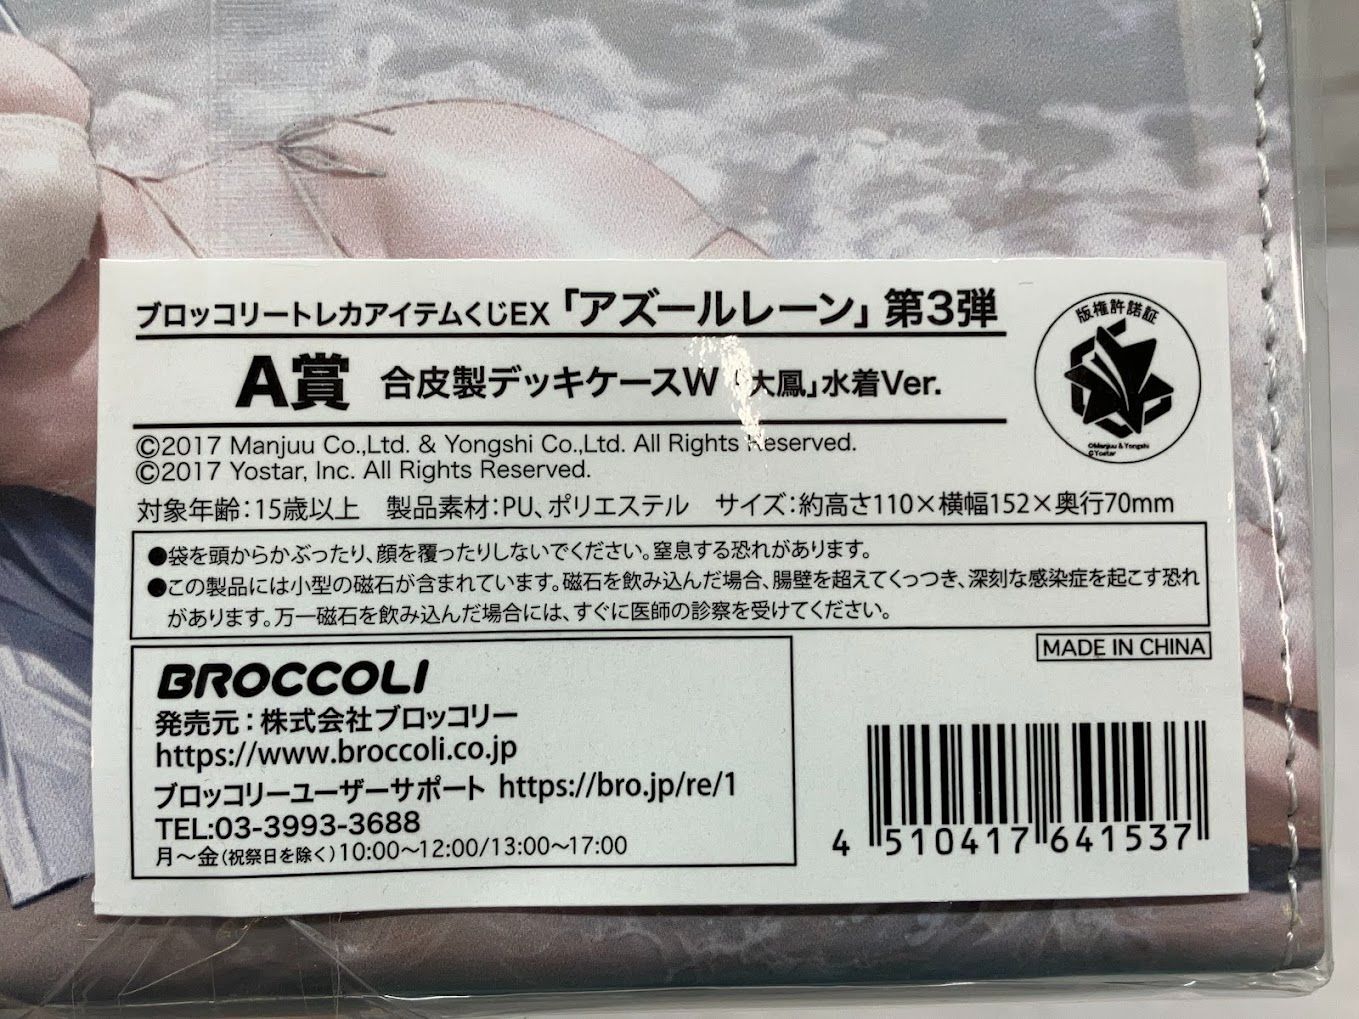 ブロッコリートレカアイテムくじEX「アズールレーン」第3弾
A賞 合皮製デッキケースW「大鳳」水着Ver.
©2017 Manjuu Co.,Ltd. & Yongshi Co.,Ltd. All Rights Reserved.
©2017 Yostar, Inc. All Rights Reserved.
版権許諾証
©Manjuu & Yongshi
©Yostar
対象年齢:15歳以上 製品素材:PU、ポリエステル サイズ:約高さ110×横幅152×奥行70mm
●袋を頭からかぶったり、顔を覆ったりしないでください。窒息する恐れがあります。
●この製品には小型の磁石が含まれています。磁石を飲み込んだ場合、腸壁を超えてくっつき、深刻な感染症を起こす恐れ
があります。万一磁石を飲み込んだ場合には、すぐに医師の診察を受けてください。
MADE IN CHINA
BROCCOLI
発売元:株式会社ブロッコリー
https://www.broccoli.co.jp
ブロッコリーユーザーサポート https://bro.jp/re/1
TEL:03-3993-3688
月～金(祝祭日を除く)10:00～12:00/13:00～17:00
4 510417 641537